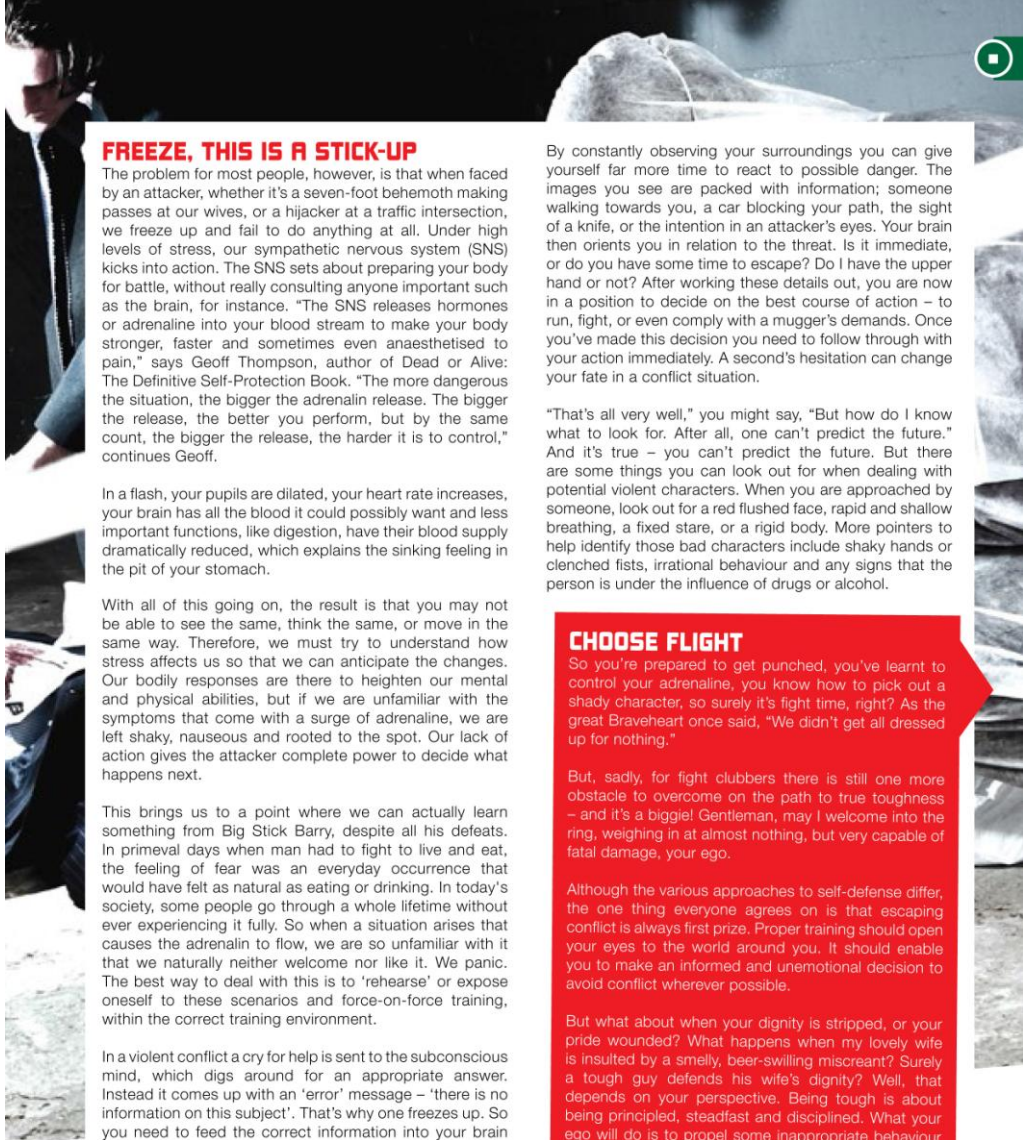 FREEZE, THIS IS A STICK-UP
The problem for most people, however, is that when faced
by an attacker, whether it's a seven-foot behemoth making
passes at our wives, or a hijacker at a traffic intersection,
we freeze up and fail to do anything at all. Under high
levels of stress, our sympathetic nervous system (SNS)
kicks into action. The SNS sets about preparing your body
for battle, without really consulting anyone important such
as the brain, for instance. “The SNS releases hormones
or adrenaline into your blood stream to make your body
stronger, faster and sometimes even anaesthetised to
pain,” says Geoff Thompson, author of Dead or Alive:
The Definitive Self-Protection Book. “The more dangerous
the situation, the bigger the adrenalin release. The bigger
the release, the better you perform, but by the same
count, the bigger the release, the harder it is to control,”
continues Geoff.
In a flash, your pupils are dilated, your heart rate increases,
your brain has all the blood it could possibly want and less
important functions, like digestion, have their blood supply
dramatically reduced, which explains the sinking feeling in
the pit of your stomach.
With all of this going on, the result is that you may not
be able to see the same, think the same, or move in the
same way. Therefore, we must try to understand how
stress affects us so that we can anticipate the changes.
Our bodily responses are there to heighten our mental
and physical abilities, but if we are unfamiliar with the
symptoms that come with a surge of adrenaline, we are
left shaky, nauseous and rooted to the spot. Our lack of
action gives the attacker complete power to decide what
happens next.
This brings us to a point where we can actually learn
something from Big Stick Barry, despite all his defeats.
In primeval days when man had to fight to live and eat,
the feeling of fear was an everyday occurrence that
would have felt as natural as eating or drinking. In today's
society, some people go through a whole lifetime without
ever experiencing it fully. So when a situation arises that
causes the adrenalin to flow, we are so unfamiliar with it
that we naturally neither welcome nor like it. We panic.
The best way to deal with this is to ‘rehearse’ or expose
oneself to these scenarios and force-on-force training,
within the correct training environment.
In a violent conflict a cry for help is sent to the subconscious
mind, which digs around for an appropriate answer.
Instead it comes up with an ‘error’ message – ‘there is no
information on this subject’. That's why one freezes up. So
you need to feed the correct information into your brain
By constantly observing your surroundings you can give
yourself far more time to react to possible danger. The
images you see are packed with information; someone
walking towards you, a car blocking your path, the sight
of a knife, or the intention in an attacker's eyes. Your brain
then orients you in relation to the threat. Is it immediate,
or do you have some time to escape? Do I have the upper
hand or not? After working these details out, you are now
in a position to decide on the best course of action – to
run, fight, or even comply with a mugger's demands. Once
you've made this decision you need to follow through with
your action immediately. A second's hesitation can change
your fate in a conflict situation.
“That's all very well,” you might say, “But how do I know
what to look for. After all, one can't predict the future.”
And it's true – you can't predict the future. But there
are some things you can look out for when dealing with
potential violent characters. When you are approached by
someone, look out for a red flushed face, rapid and shallow
breathing, a fixed stare, or a rigid body. More pointers to
help identify those bad characters include shaky hands or
clenched fists, irrational behaviour and any signs that the
person is under the influence of drugs or alcohol.
CHOOSE FLIGHT
So you're prepared to get punched, you've learnt to
control your adrenaline, you know how to pick out a
shady character, so surely it's fight time, right? As the
great Braveheart once said, “We didn't get all dressed
up for nothing.”
But, sadly, for fight clubbers there is still one more
obstacle to overcome on the path to true toughness
– and it's a biggie! Gentleman, may I welcome into the
ring, weighing in at almost nothing, but very capable of
fatal damage, your ego.
Although the various approaches to self-defense differ,
the one thing everyone agrees on is that escaping
conflict is always first prize. Proper training should open
your eyes to the world around you. It should enable
you to make an informed and unemotional decision to
avoid conflict wherever possible.
But what about when your dignity is stripped, or your
pride wounded? What happens when my lovely wife
is insulted by a smelly, beer-swilling miscreant? Surely
a tough guy defends his wife's dignity? Well, that
depends on your perspective. Being tough is about
being principled, steadfast and disciplined. What your
ego will do is to propel some inappropriate behaviour